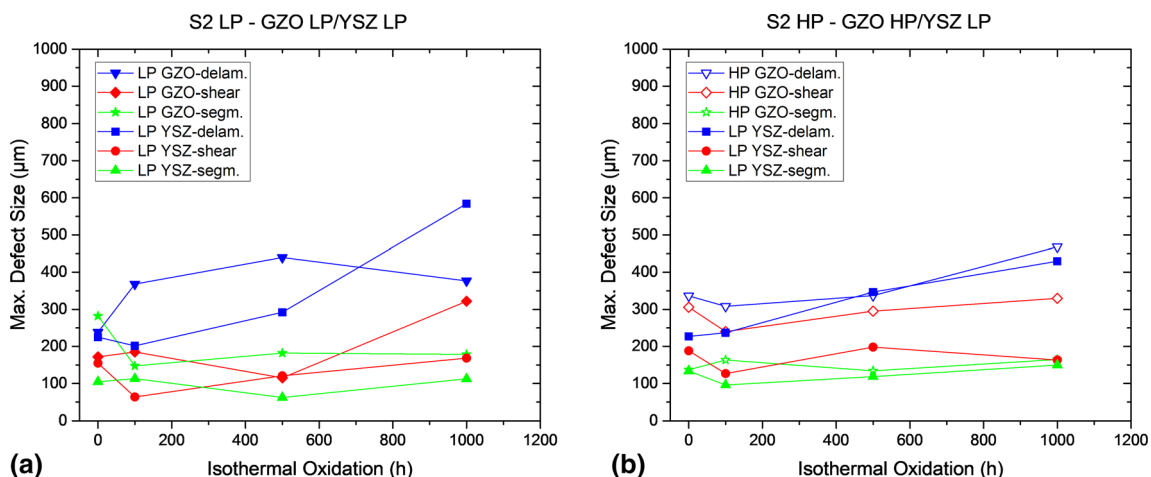 S2 LP - GZO LP/YSZ LP
Max. Defect Size (µm)
1000
900
800
700
600
500
400
300
200
100
0
LP GZO-delam.
LP GZO-shear
LP GZO-segm.
LP YSZ-delam.
LP YSZ-shear
LP YSZ-segm.
0 200 400 600 800 1000 1200
Isothermal Oxidation (h)
(a)
S2 HP - GZO HP/YSZ LP
Max. Defect Size (µm)
1000
900
800
700
600
500
400
300
200
100
0
HP GZO-delam.
HP GZO-shear
HP GZO-segm.
LP YSZ-delam.
LP YSZ-shear
LP YSZ-segm.
0 200 400 600 800 1000 1200
Isothermal Oxidation (h)
(b)